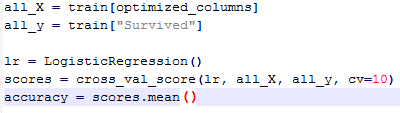 all_X = train[optimized_columns]
all_y = train["Survived"]
lr = LogisticRegression()
scores = cross_val_score(lr, all_X, all_y, cv=10)
accuracy = scores.mean()